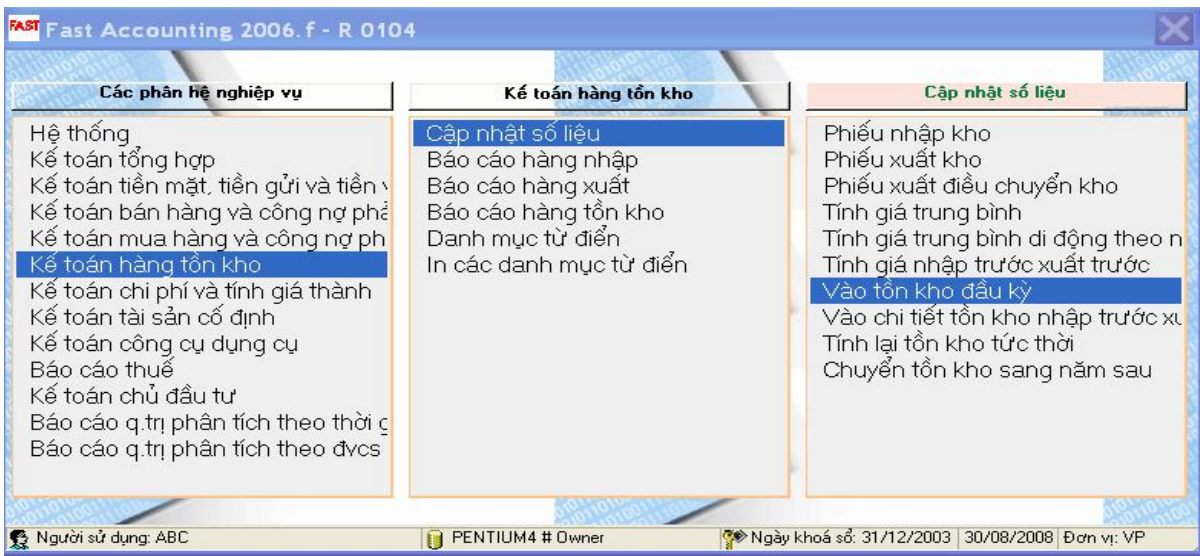 FAST Fast Accounting 2006.f - R 0104
Các phân hệ nghiệp vụ
Hệ thống
Kế toán tổng hợp
Kế toán tiền mặt, tiền gửi và tiền v
Kế toán bán hàng và công nợ phả
Kế toán mua hàng và công nợ ph
Kế toán hàng tồn kho
Kế toán chi phí và tính giá thành
Kế toán tài sản cố định
Kế toán công cụ dụng cụ
Báo cáo thuế
Kế toán chủ đầu tư
Báo cáo q.trị phân tích theo thời g
Báo cáo q.trị phân tích theo đvcs
Kế toán hàng tồn kho
Cập nhật số liệu
Báo cáo hàng nhập
Báo cáo hàng xuất
Báo cáo hàng tồn kho
Danh mục từ điển
In các danh mục từ điển
Cập nhật số liệu
Phiếu nhập kho
Phiếu xuất kho
Phiếu xuất điều chuyển kho
Tính giá trung bình
Tính giá trung bình di động theo n
Tính giá nhập trước xuất trước
Vào tồn kho đầu kỳ
Vào chi tiết tồn kho nhập trước xu
Tính lại tồn kho tức thời
Chuyển tồn kho sang năm sau
Người sử dụng: ABC
PENTIUM4 # Owner
Ngày khoá sổ: 31/12/2003
30/08/2008
Đơn vị: VP